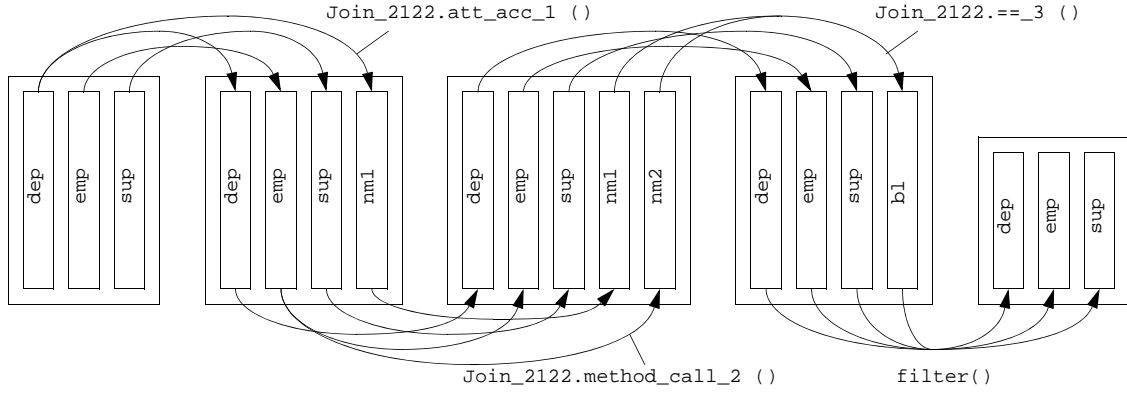 Join_2122.att_acc_1 ()
Join_2122.==_3 ()
dep
emp
sup
dep
emp
sup
nm1
dep
emp
sup
nm1
nm2
dep
emp
sup
bl
dep
emp
sup
Join_2122.method_call_2 ()
filter()